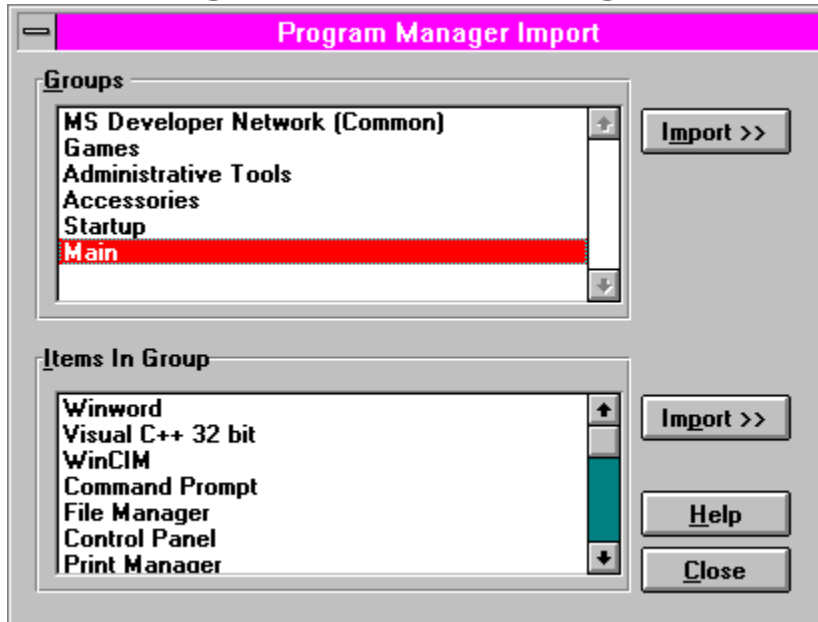 Program Manager Import
Groups
MS Developer Network (Common)
Games
Administrative Tools
Accessories
Startup
Main
Import >>
Items In Group
Winword
Visual C++ 32 bit
WinCIM
Command Prompt
File Manager
Control Panel
Print Manager
Import >>
Help
Close